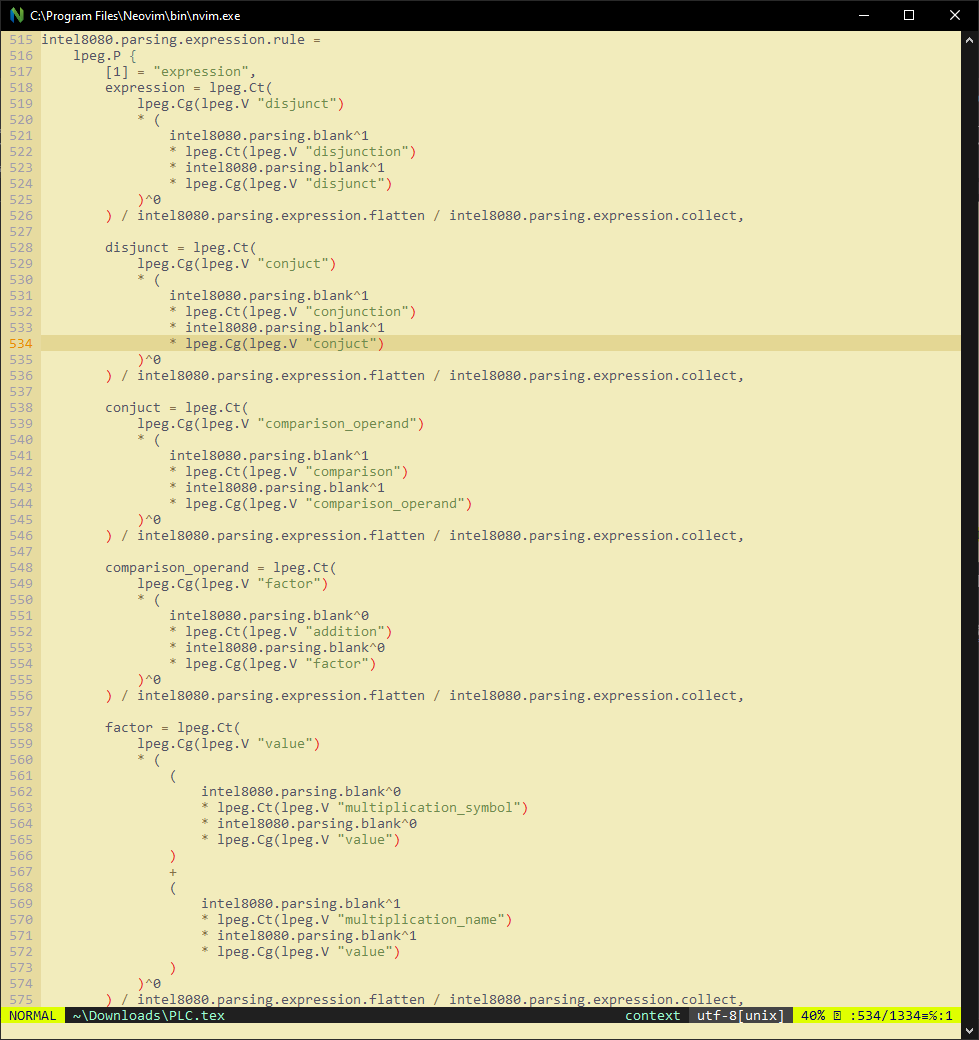 C:\Program Files\Neovim\bin\nvim.exe
515 intel8080.parsing.expression.rule =
516     lpeg.P {
517         [1] = "expression",
518         expression = lpeg.Ct(
519             lpeg.Cg(lpeg.V "disjunct")
520             * (
521                 intel8080.parsing.blank^1
522                 * lpeg.Ct(lpeg.V "disjunction")
523                 * intel8080.parsing.blank^1
524                 * lpeg.Cg(lpeg.V "disjunct")
525             )^0
526         ) / intel8080.parsing.expression.flatten / intel8080.parsing.expression.collect,
527
528         disjunct = lpeg.Ct(
529             lpeg.Cg(lpeg.V "conjuct")
530             * (
531                 intel8080.parsing.blank^1
532                 * lpeg.Ct(lpeg.V "conjunction")
533                 * intel8080.parsing.blank^1
534                 * lpeg.Cg(lpeg.V "conjuct")
535             )^0
536         ) / intel8080.parsing.expression.flatten / intel8080.parsing.expression.collect,
537
538         conjuct = lpeg.Ct(
539             lpeg.Cg(lpeg.V "comparison_operand")
540             * (
541                 intel8080.parsing.blank^1
542                 * lpeg.Ct(lpeg.V "comparison")
543                 * intel8080.parsing.blank^1
544                 * lpeg.Cg(lpeg.V "comparison_operand")
545             )^0
546         ) / intel8080.parsing.expression.flatten / intel8080.parsing.expression.collect,
547
548         comparison_operand = lpeg.Ct(
549             lpeg.Cg(lpeg.V "factor")
550             * (
551                 intel8080.parsing.blank^0
552                 * lpeg.Ct(lpeg.V "addition")
553                 * intel8080.parsing.blank^0
554                 * lpeg.Cg(lpeg.V "factor")
555             )^0
556         ) / intel8080.parsing.expression.flatten / intel8080.parsing.expression.collect,
557
558         factor = lpeg.Ct(
559             lpeg.Cg(lpeg.V "value")
560             * (
561                 (
562                     intel8080.parsing.blank^0
563                     * lpeg.Ct(lpeg.V "multiplication_symbol")
564                     * intel8080.parsing.blank^0
565                     * lpeg.Cg(lpeg.V "value")
566                 )
567                 +
568                 (
569                     intel8080.parsing.blank^1
570                     * lpeg.Ct(lpeg.V "multiplication_name")
571                     * intel8080.parsing.blank^1
572                     * lpeg.Cg(lpeg.V "value")
573                 )
574             )^0
575         ) / intel8080.parsing.expression.flatten / intel8080.parsing.expression.collect,
NORMAL ~\Downloads\PLC.tex context utf-8[unix] 40% :534/1334≡%:1